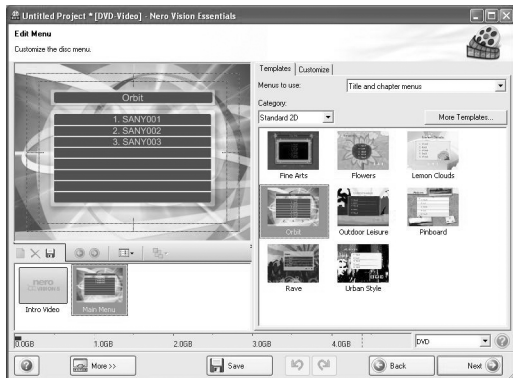 Untitled Project *[DVD-Video] - Nero Vision Essentials
Edit Menu
Customize the disc menu.
Orbit
1. SANY001
2. SANY002
3. SANY003
Templates
Customize
Menus to use:
Title and chapter menus
Category:
Standard 2D
More Templates...
Fine Arts
Flowers
Lemon Clouds
Orbit
Outdoor Leisure
Pinboard
Rave
Urban Style
nero
Intro Video
Main Menu
0.0GB
1.0GB
2.0GB
3.0GB
4.0GB
DVD
More >>
Save
Back
Next